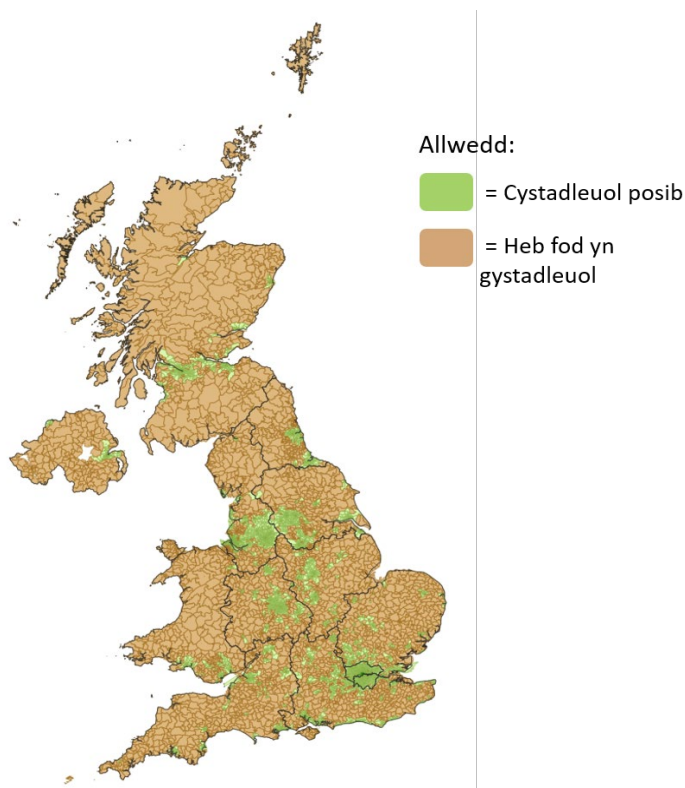 Allwedd:
= Cystadleuol posib
= Heb fod yn
gystadleuol